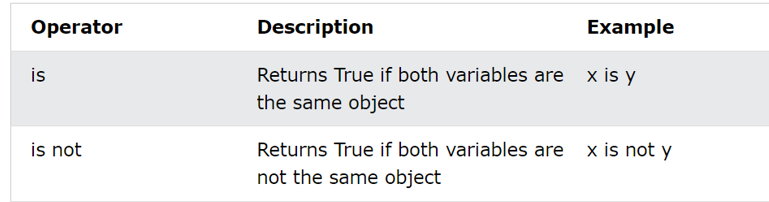 Operator Description Example
is Returns True if both variables are x is y
the same object
is not Returns True if both variables are x is not y
not the same object